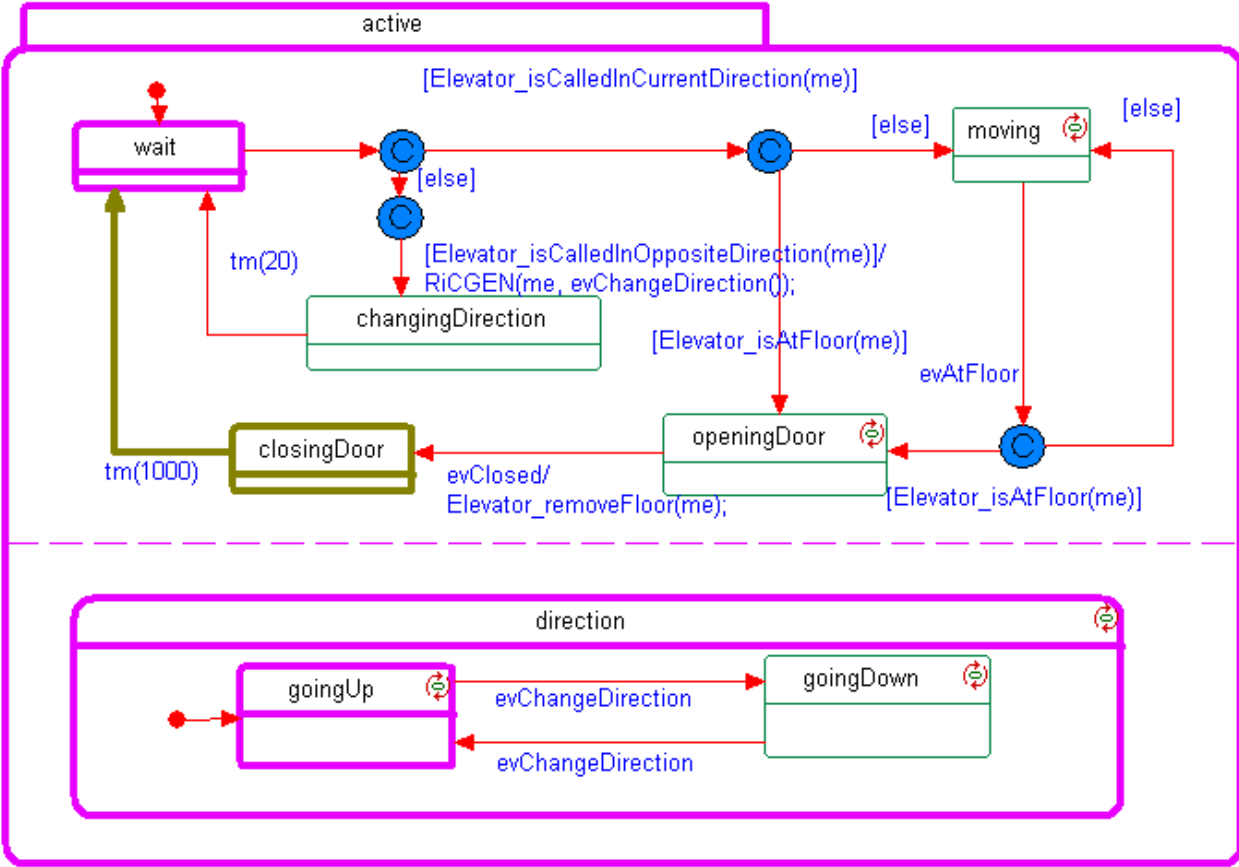 active
[Elevator_isCalledInCurrentDirection(me)]
[else]
[else]
wait
moving
[else]
[Elevator_isCalledInOppositeDirection(me)]/
RiCGEN(me, evChangeDirection());
tm(20)
changingDirection
[Elevator_isAtFloor(me)]
evAtFloor
closingDoor
openingDoor
tm(1000)
evClosed/
Elevator_removeFloor(me);
[Elevator_isAtFloor(me)]
direction
goingUp
goingDown
evChangeDirection
evChangeDirection